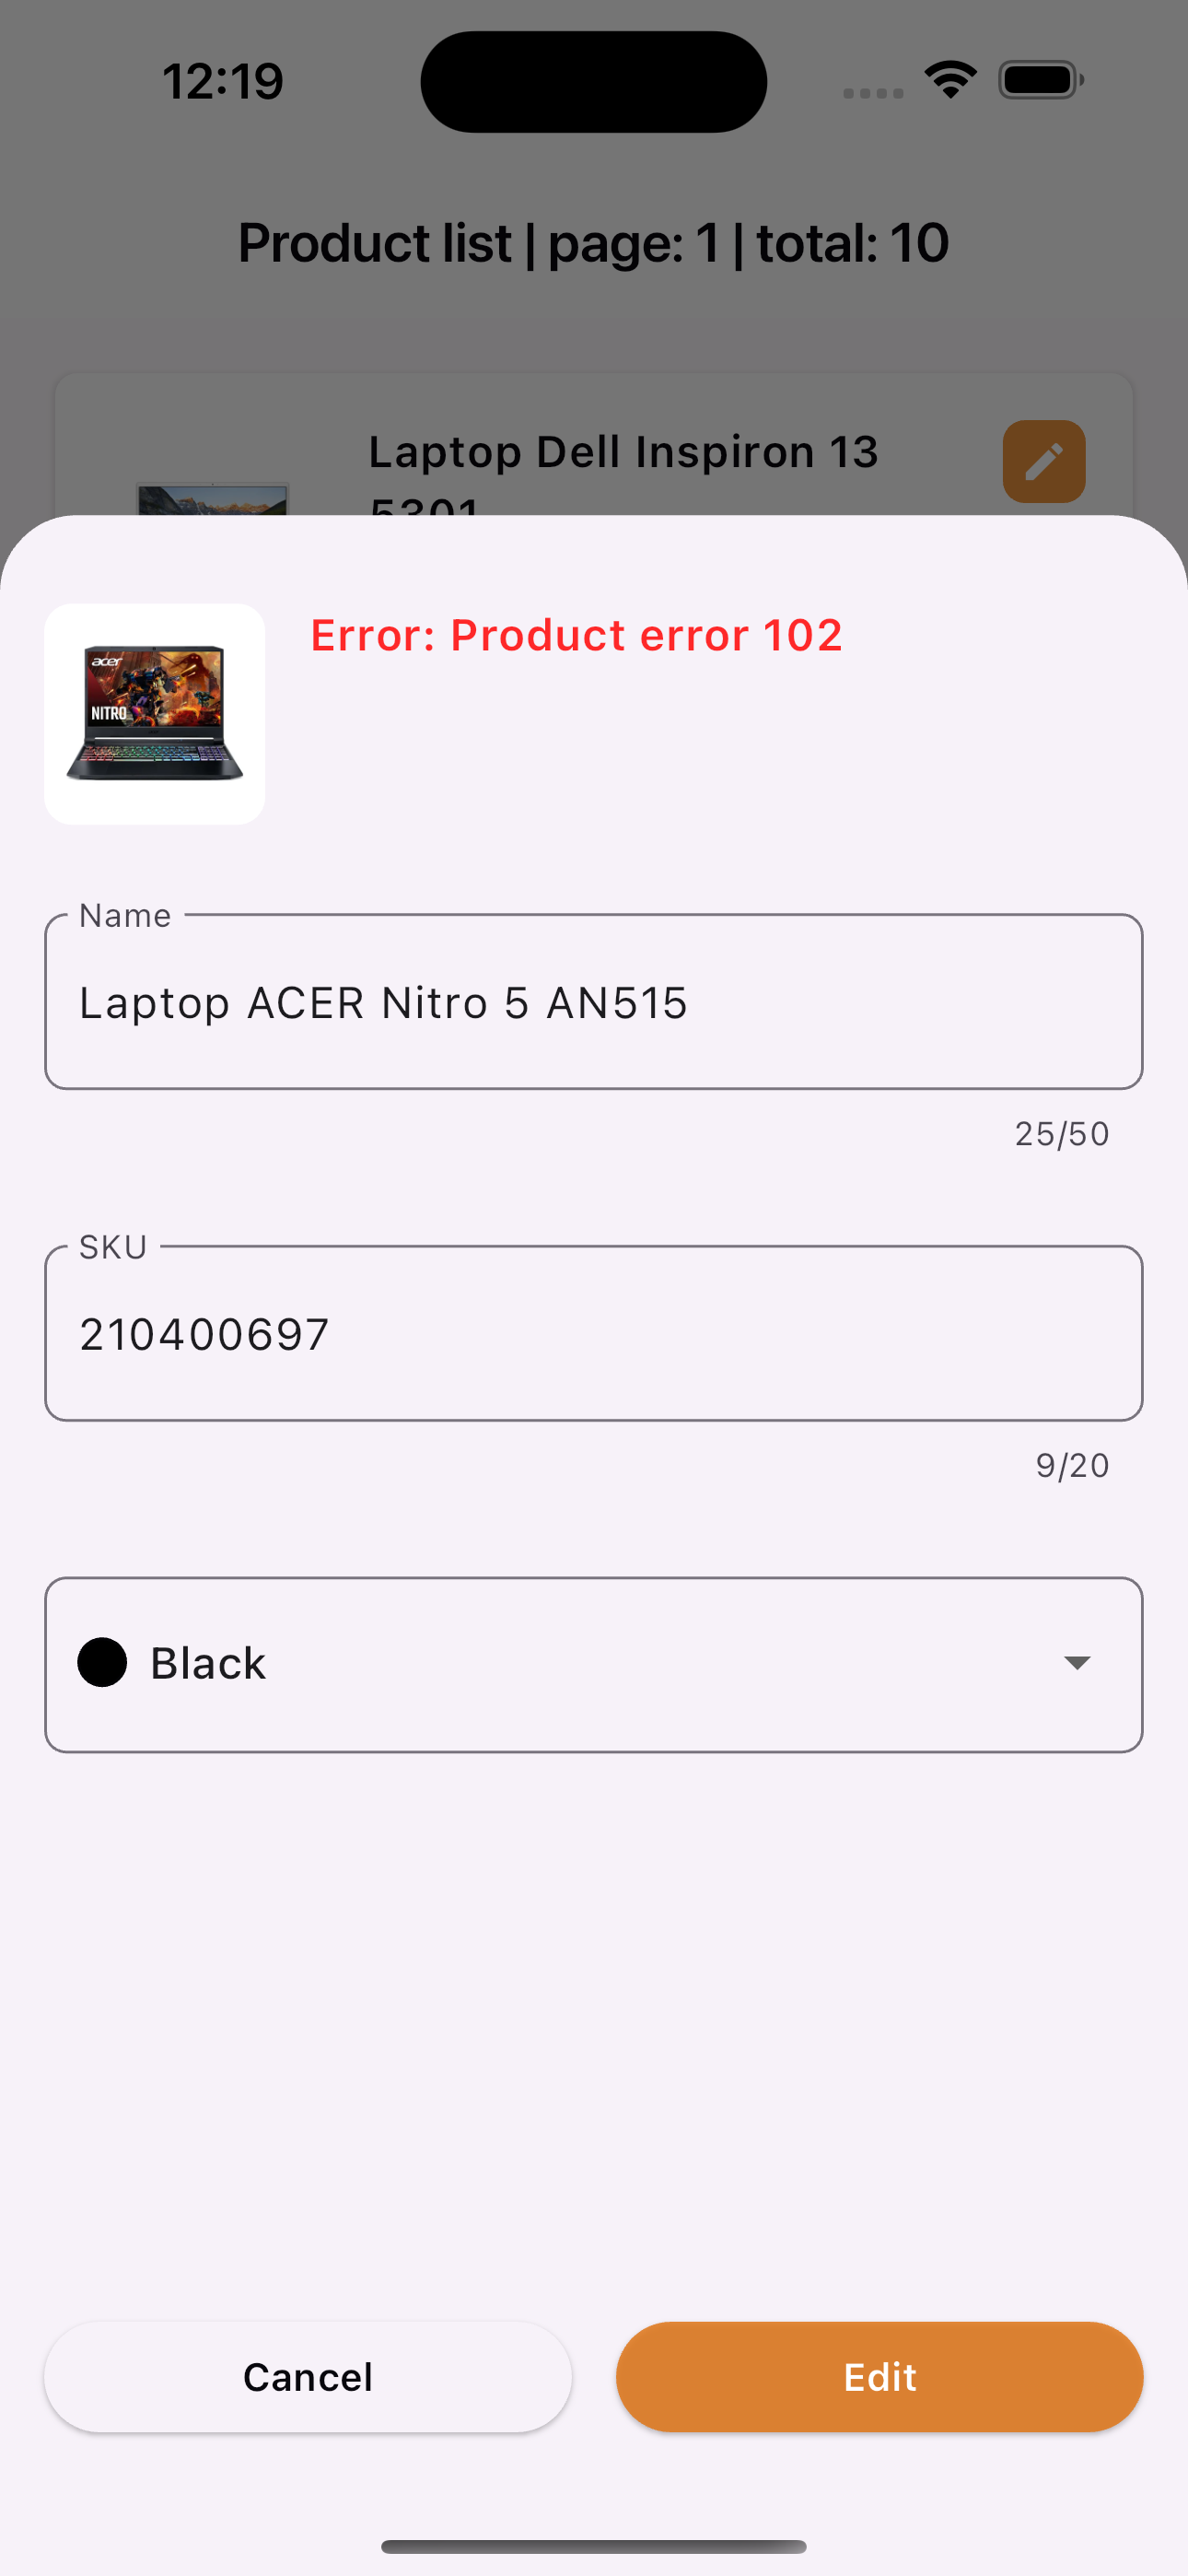 12:19
Product list | page: 1 | total: 10
Laptop Dell Inspiron 13
5301
Error: Product error 102
acer
NITRO
Name
Laptop ACER Nitro 5 AN515
25/50
SKU
210400697
9/20
Black
Cancel
Edit